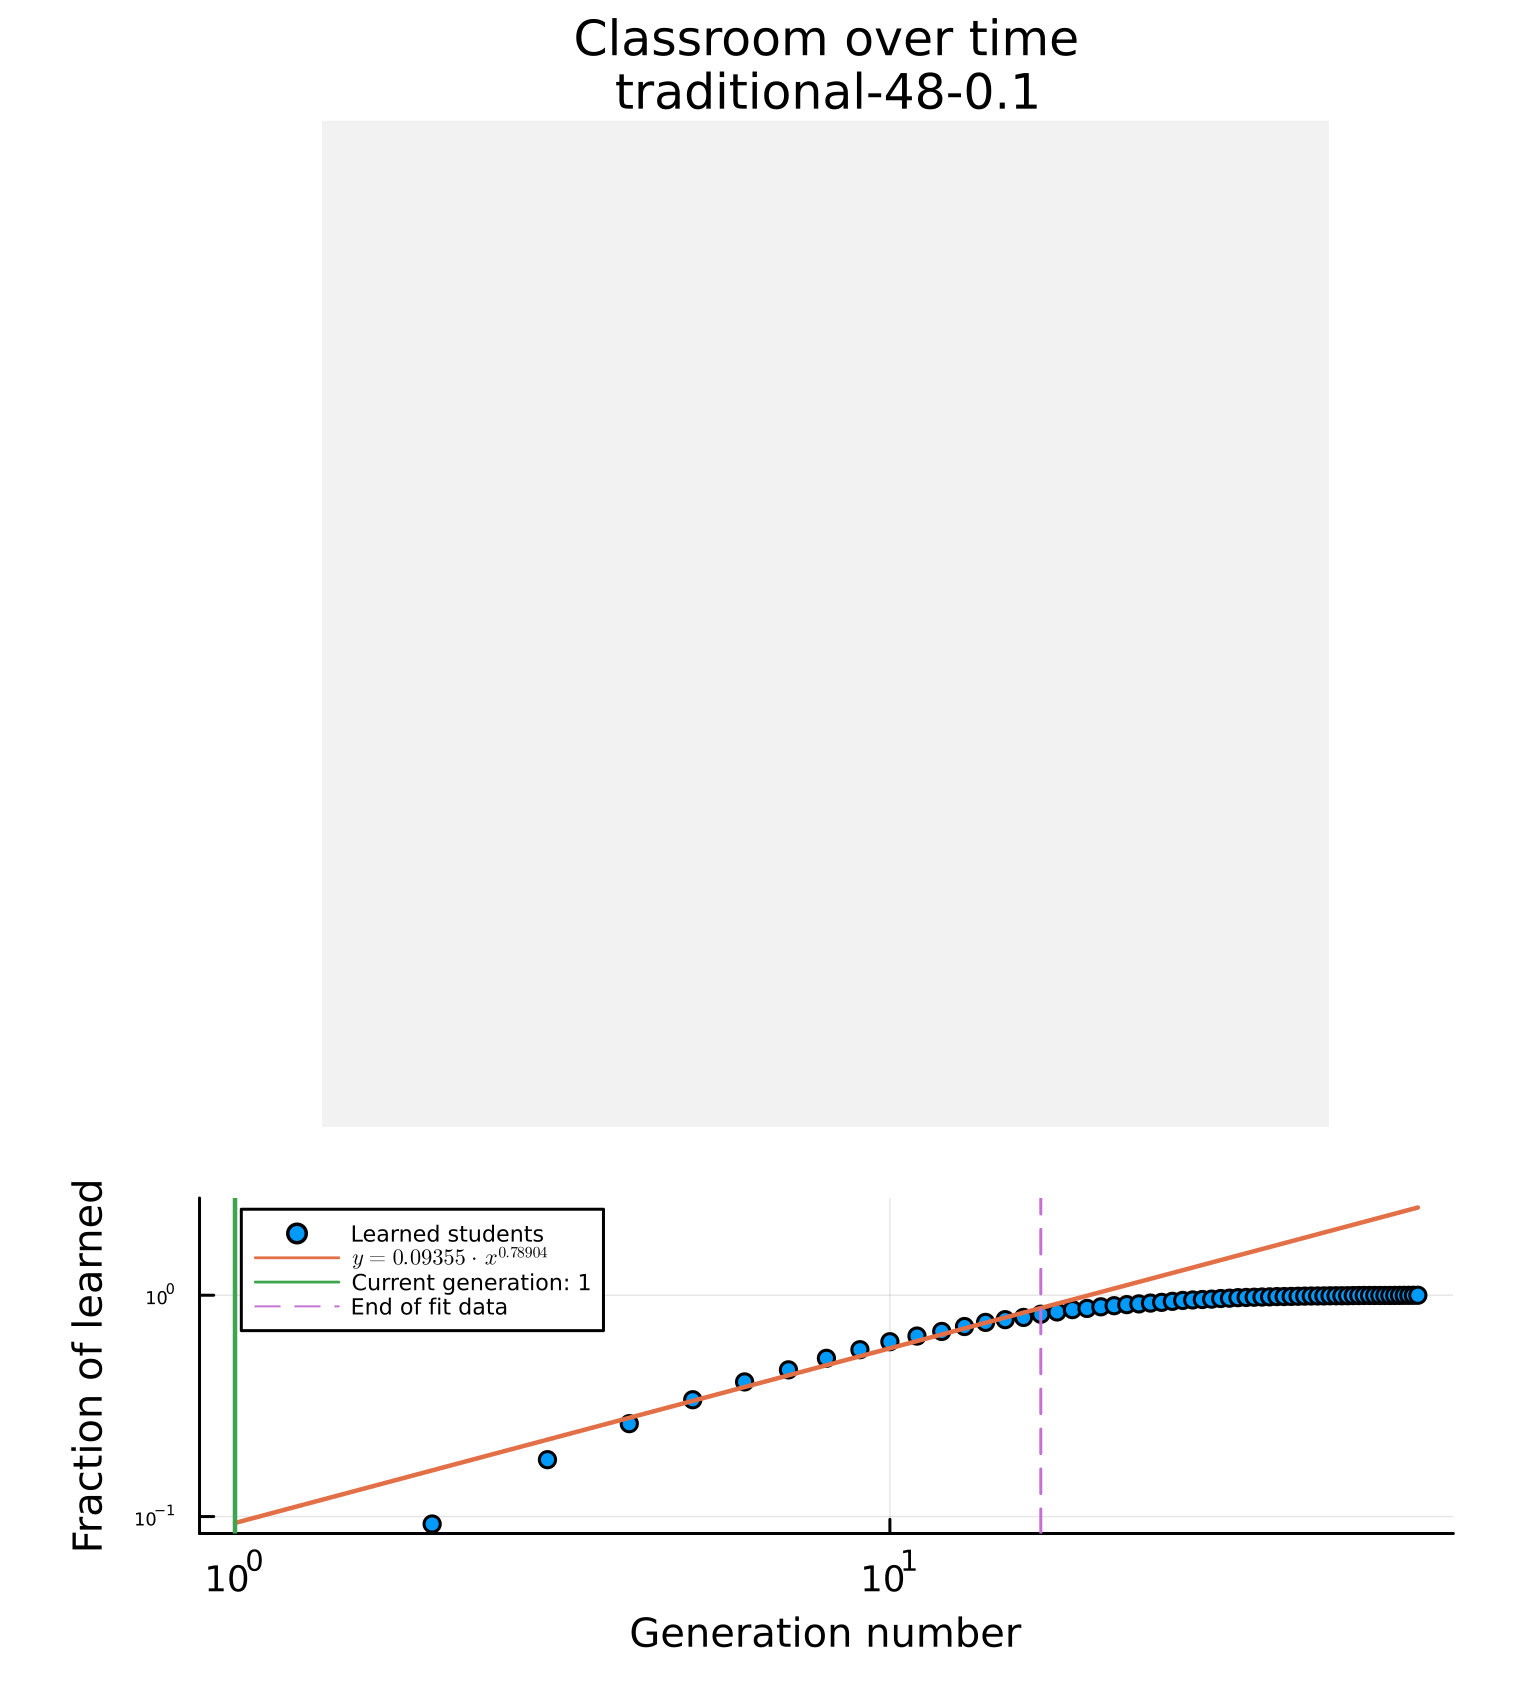 Classroom over time
traditional-48-0.1
Fraction of learned
Learned students
y = 0.09355 · x^0.78904
Current generation: 1
End of fit data
10^0
10^−1
10^0
10^1
Generation number